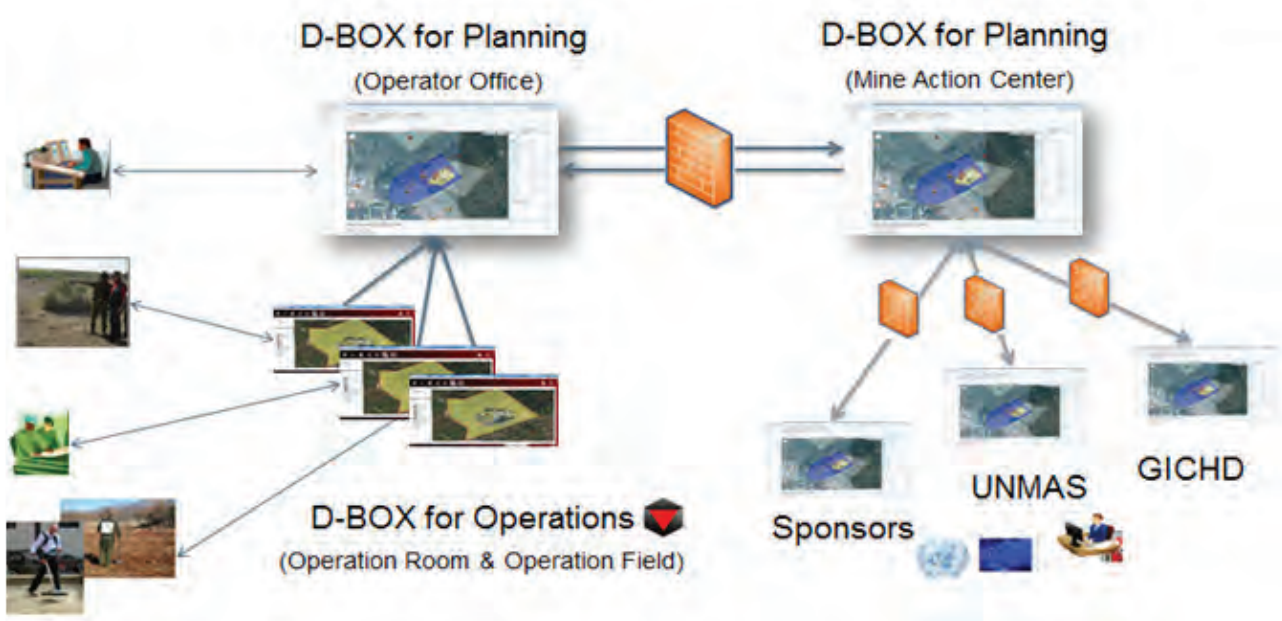 D-BOX for Planning
(Operator Office)
D-BOX for Planning
(Mine Action Center)
D-BOX for Operations
(Operation Room & Operation Field)
Sponsors
UNMAS
GICHD